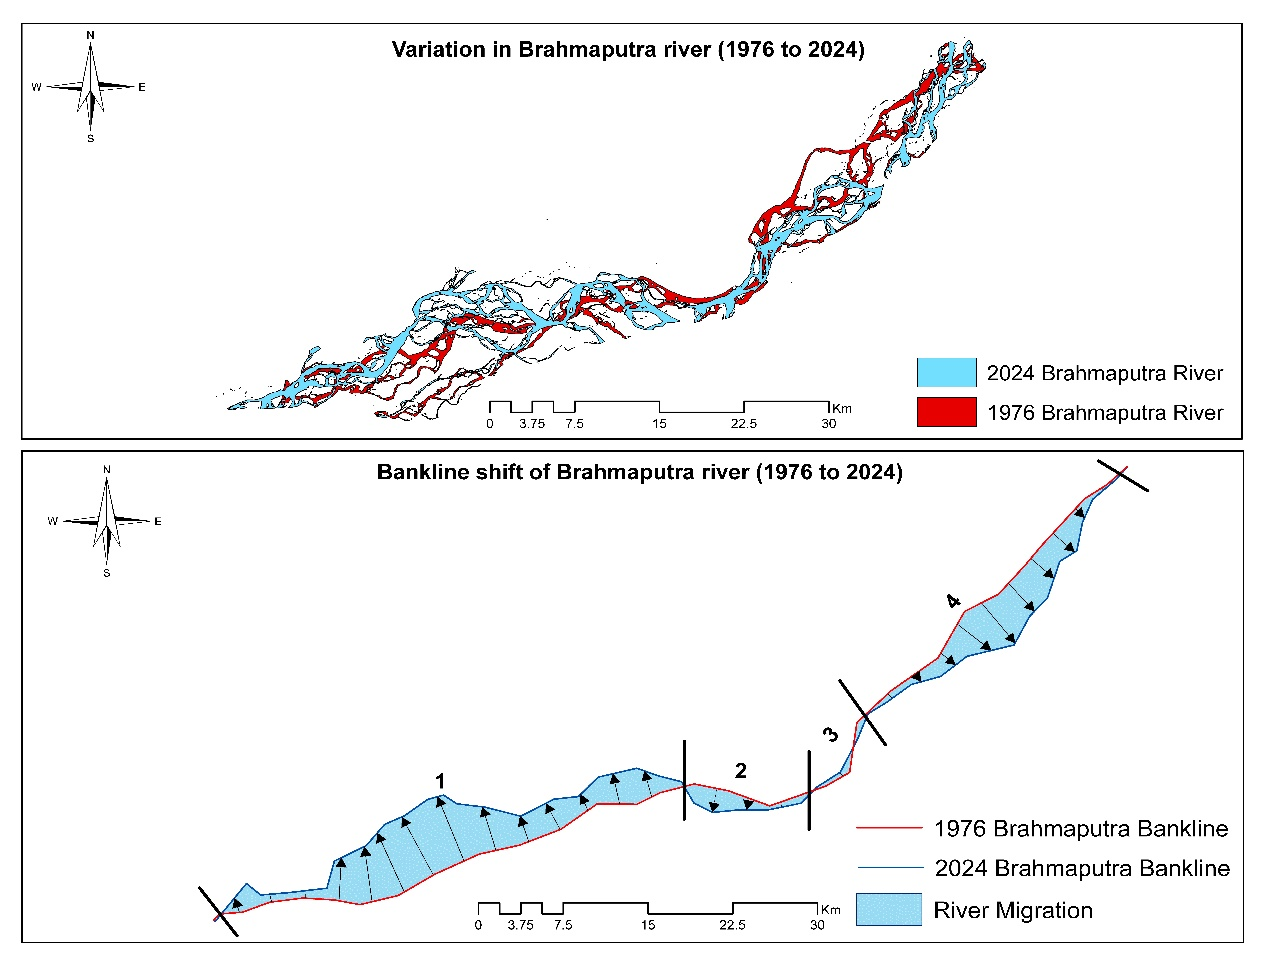 Variation in Brahmaputra river (1976 to 2024)
N
W E
S
2024 Brahmaputra River
1976 Brahmaputra River
Km
0 3.75 7.5 15 22.5 30
Bankline shift of Brahmaputra river (1976 to 2024)
N
W E
S
4
3
2
1
1976 Brahmaputra Bankline
2024 Brahmaputra Bankline
River Migration
Km
0 3.75 7.5 15 22.5 30